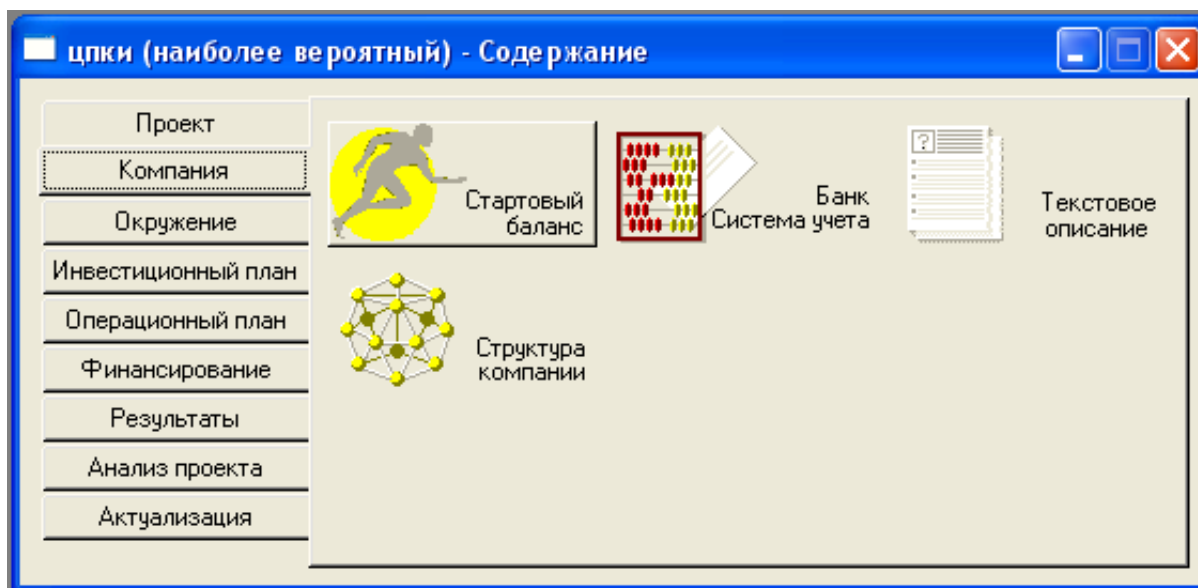 цпки (наиболее вероятный) - Содержание
Проект
Компания
Окружение
Инвестиционный план
Операционный план
Финансирование
Результаты
Анализ проекта
Актуализация
Стартовый
баланс
Банк
Система учета
Текстовое
описание
Структура
компании